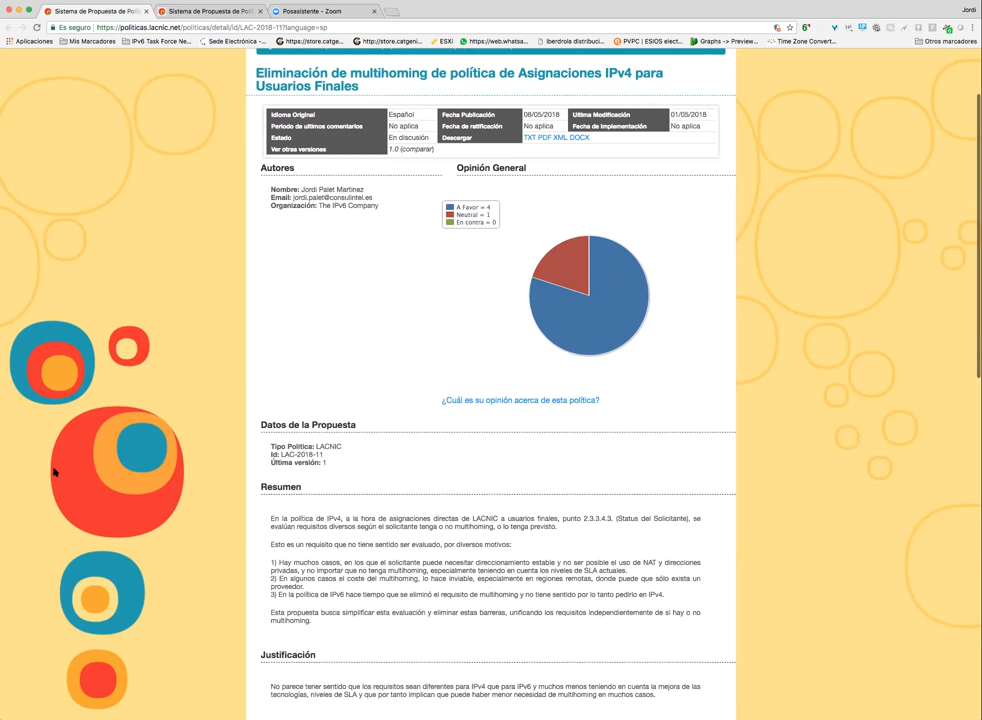 Jordi
Sistema de Propuesta de Polí
Sistema de Propuesta de Polí
Posasistente - Zoom
Es seguro
https://politicas.lacnic.net/politicas/detail/id/LAC-2018-11?language=sp
Aplicaciones
Mis Marcadores
IPv6 Task Force Ne...
Sede Electrónica -...
https://store.catge...
http://store.catgeni...
ESXi
https://web.whatsa...
Iberdrola distribuci...
PVPC | ESIOS elect...
Graphs -> Preview...
Time Zone Convert...
Otros marcadores
Eliminación de multihoming de política de Asignaciones IPv4 para
Usuarios Finales
Idioma Original Español Fecha Publicación 08/05/2018 Ultima Modificación 01/05/2018
Periodo de ultimos comentarios No aplica Fecha de ratificación No aplica Fecha de Implementación No aplica
Estado En discusión Descargar TXT PDF XML DOCX
Ver otras versiones 1.0 (comparar)
Autores
Opinión General
Nombre: Jordi Palet Martinez
Email: jordi.palet@consulintel.es
Organización: The IPv6 Company
A Favor = 4
Neutral = 1
En contra = 0
¿Cuál es su opinión acerca de esta política?
Datos de la Propuesta
Tipo Politica: LACNIC
Id: LAC-2018-11
Última versión: 1
Resumen
En la política de IPv4, a la hora de asignaciones directas de LACNIC a usuarios finales, punto 2.3.3.4.3. (Status del Solicitante), se
evalúan requisitos diversos según el solicitante tenga o no multihoming, o lo tenga previsto.
Esto es un requisito que no tiene sentido ser evaluado, por diversos motivos:
1) Hay muchos casos, en los que el solicitante puede necesitar direccionamiento estable y no ser posible el uso de NAT y direcciones
privadas, y no importar que no tenga multihoming, especialmente teniendo en cuenta los niveles de SLA actuales.
2) En algunos casos el coste del multihoming, lo hace inviable, especialmente en regiones remotas, donde puede que sólo exista un
proveedor.
3) En la política de IPv6 hace tiempo que se eliminó el requisito de multihoming y no tiene sentido por lo tanto pedirlo en IPv4.
Esta propuesta busca simplificar esta evaluación y eliminar estas barreras, unificando los requisitos independientemente de si hay o no
multihoming.
Justificación
No parece tener sentido que los requisitos sean diferentes para IPv4 que para IPv6 y muchos menos teniendo en cuenta la mejora de las
tecnologías, niveles de SLA y que por tanto implican que puede haber menor necesidad de multihoming en muchos casos.